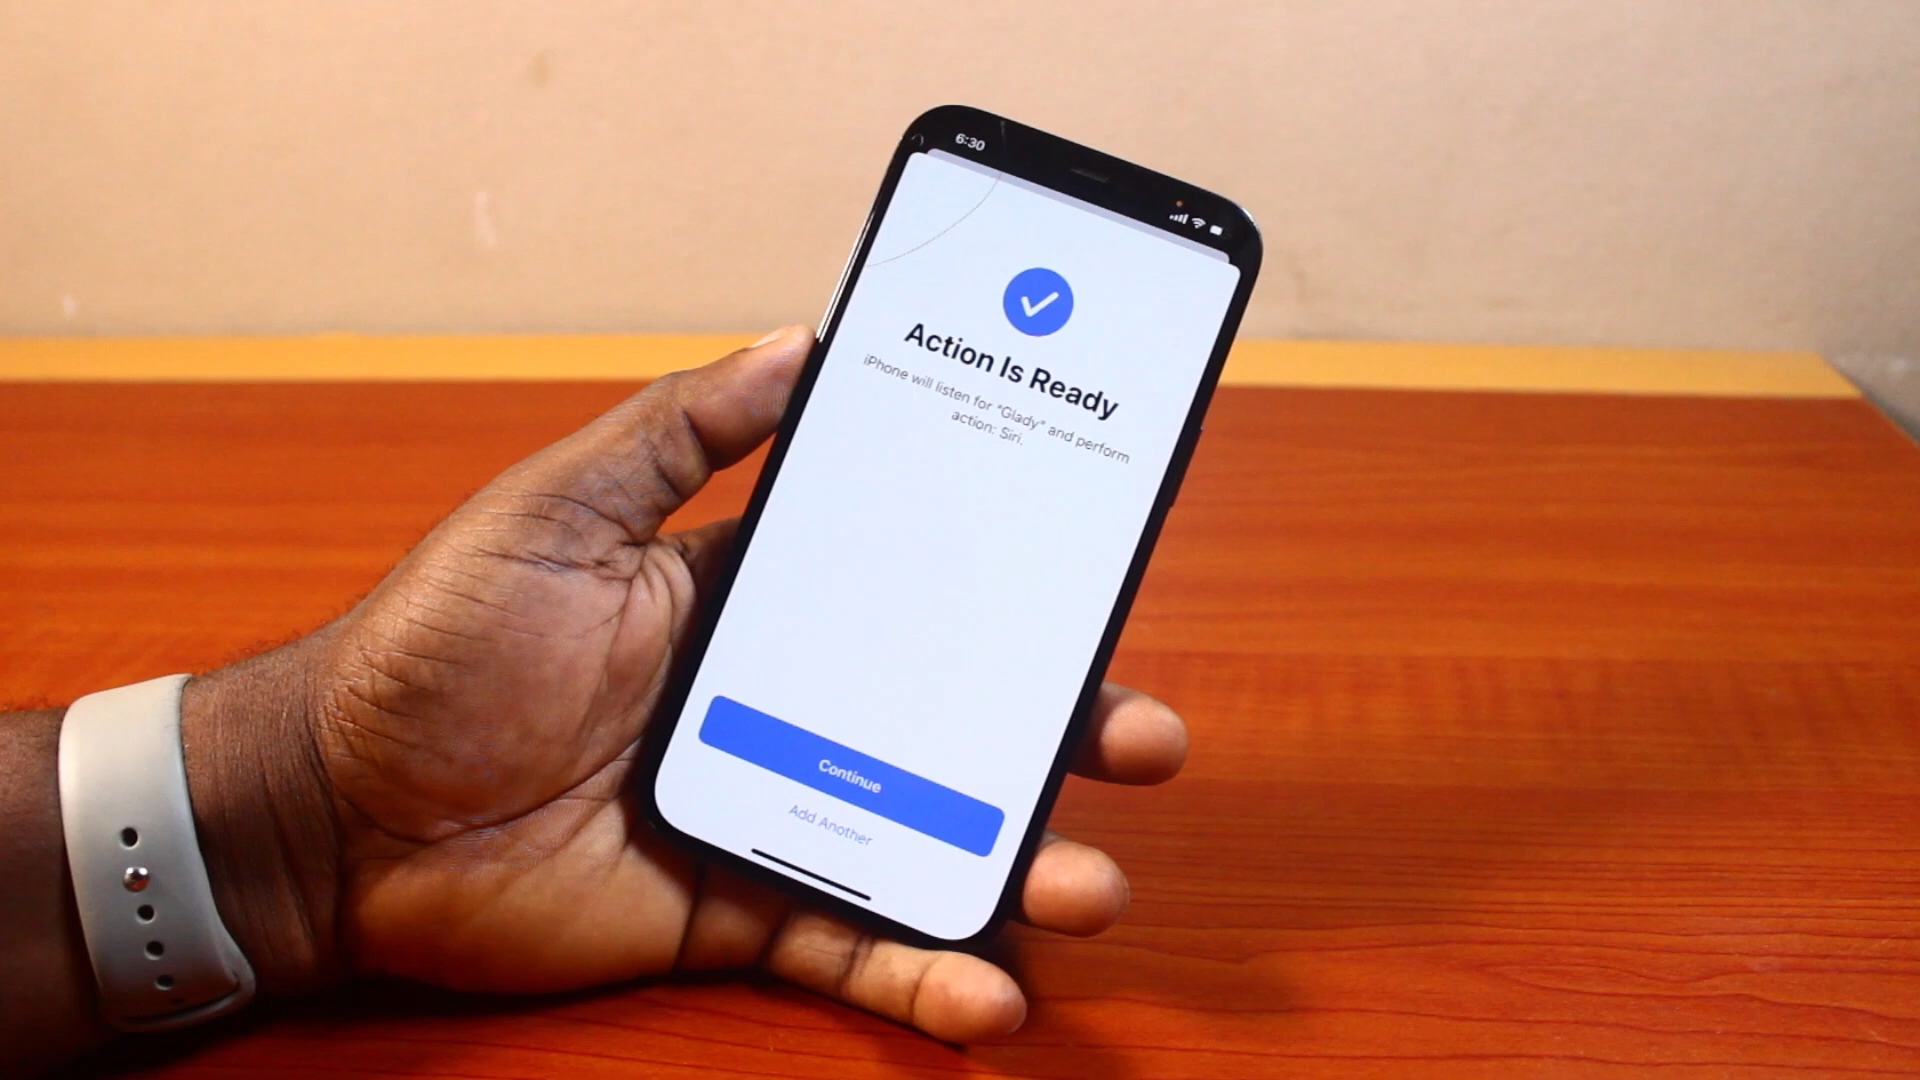 6:30
Action Is Ready
iPhone will listen for "Glady" and perform
action: Siri.
Continue
Add Another